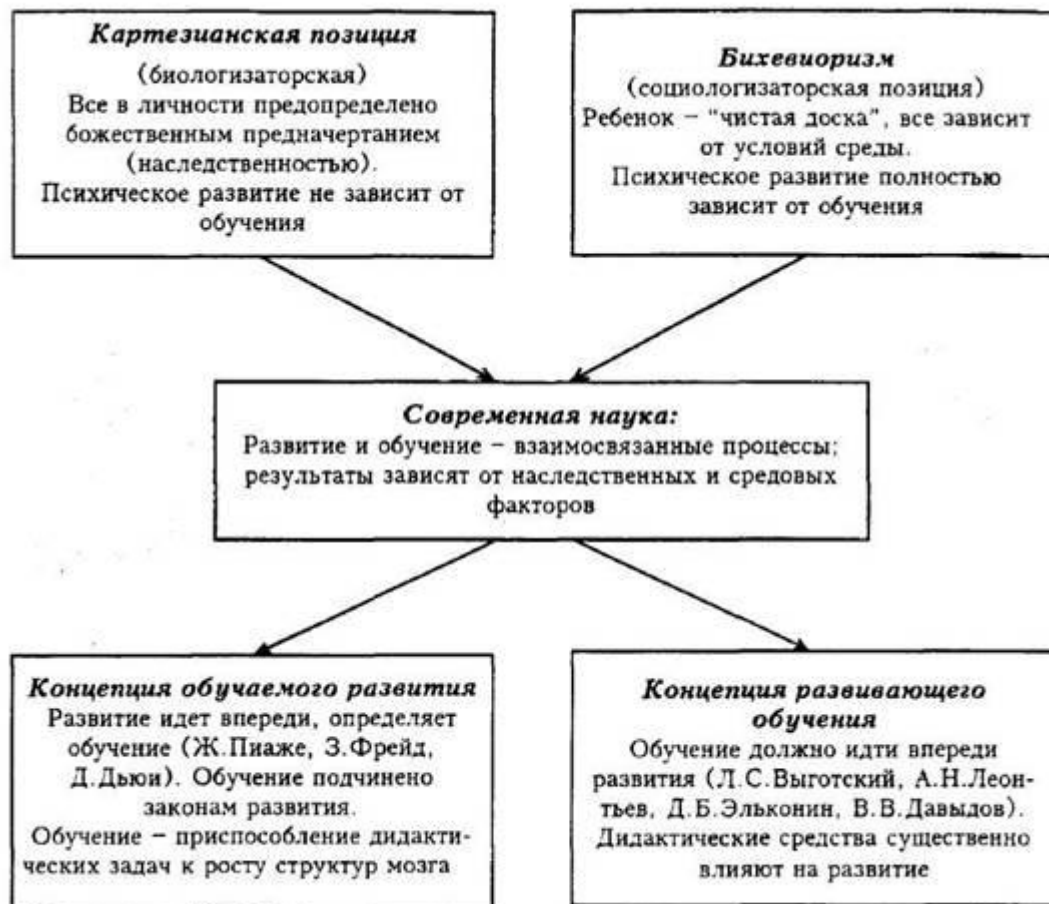 Картезианская позиция
(биологизаторская)
Все в личности предопределено
божественным предначертанием
(наследственностью).
Психическое развитие не зависит от
обучения
Бихевиоризм
(социологизаторская позиция)
Ребенок – "чистая доска", все зависит
от условий среды.
Психическое развитие полностью
зависит от обучения
Современная наука:
Развитие и обучение – взаимосвязанные процессы;
результаты зависят от наследственных и средовых
факторов
Концепция обучаемого развития
Развитие идет впереди, определяет
обучение (Ж.Пиаже, З.Фрейд,
Д.Дьюи). Обучение подчинено
законам развития.
Обучение – приспособление дидакти-
ческих задач к росту структур мозга
Концепция развивающего
обучения
Обучение должно идти впереди
развития (Л.С.Выготский, А.Н.Леон-
тьев, Д.Б.Эльконин, В.В.Давыдов).
Дидактические средства существенно
влияют на развитие